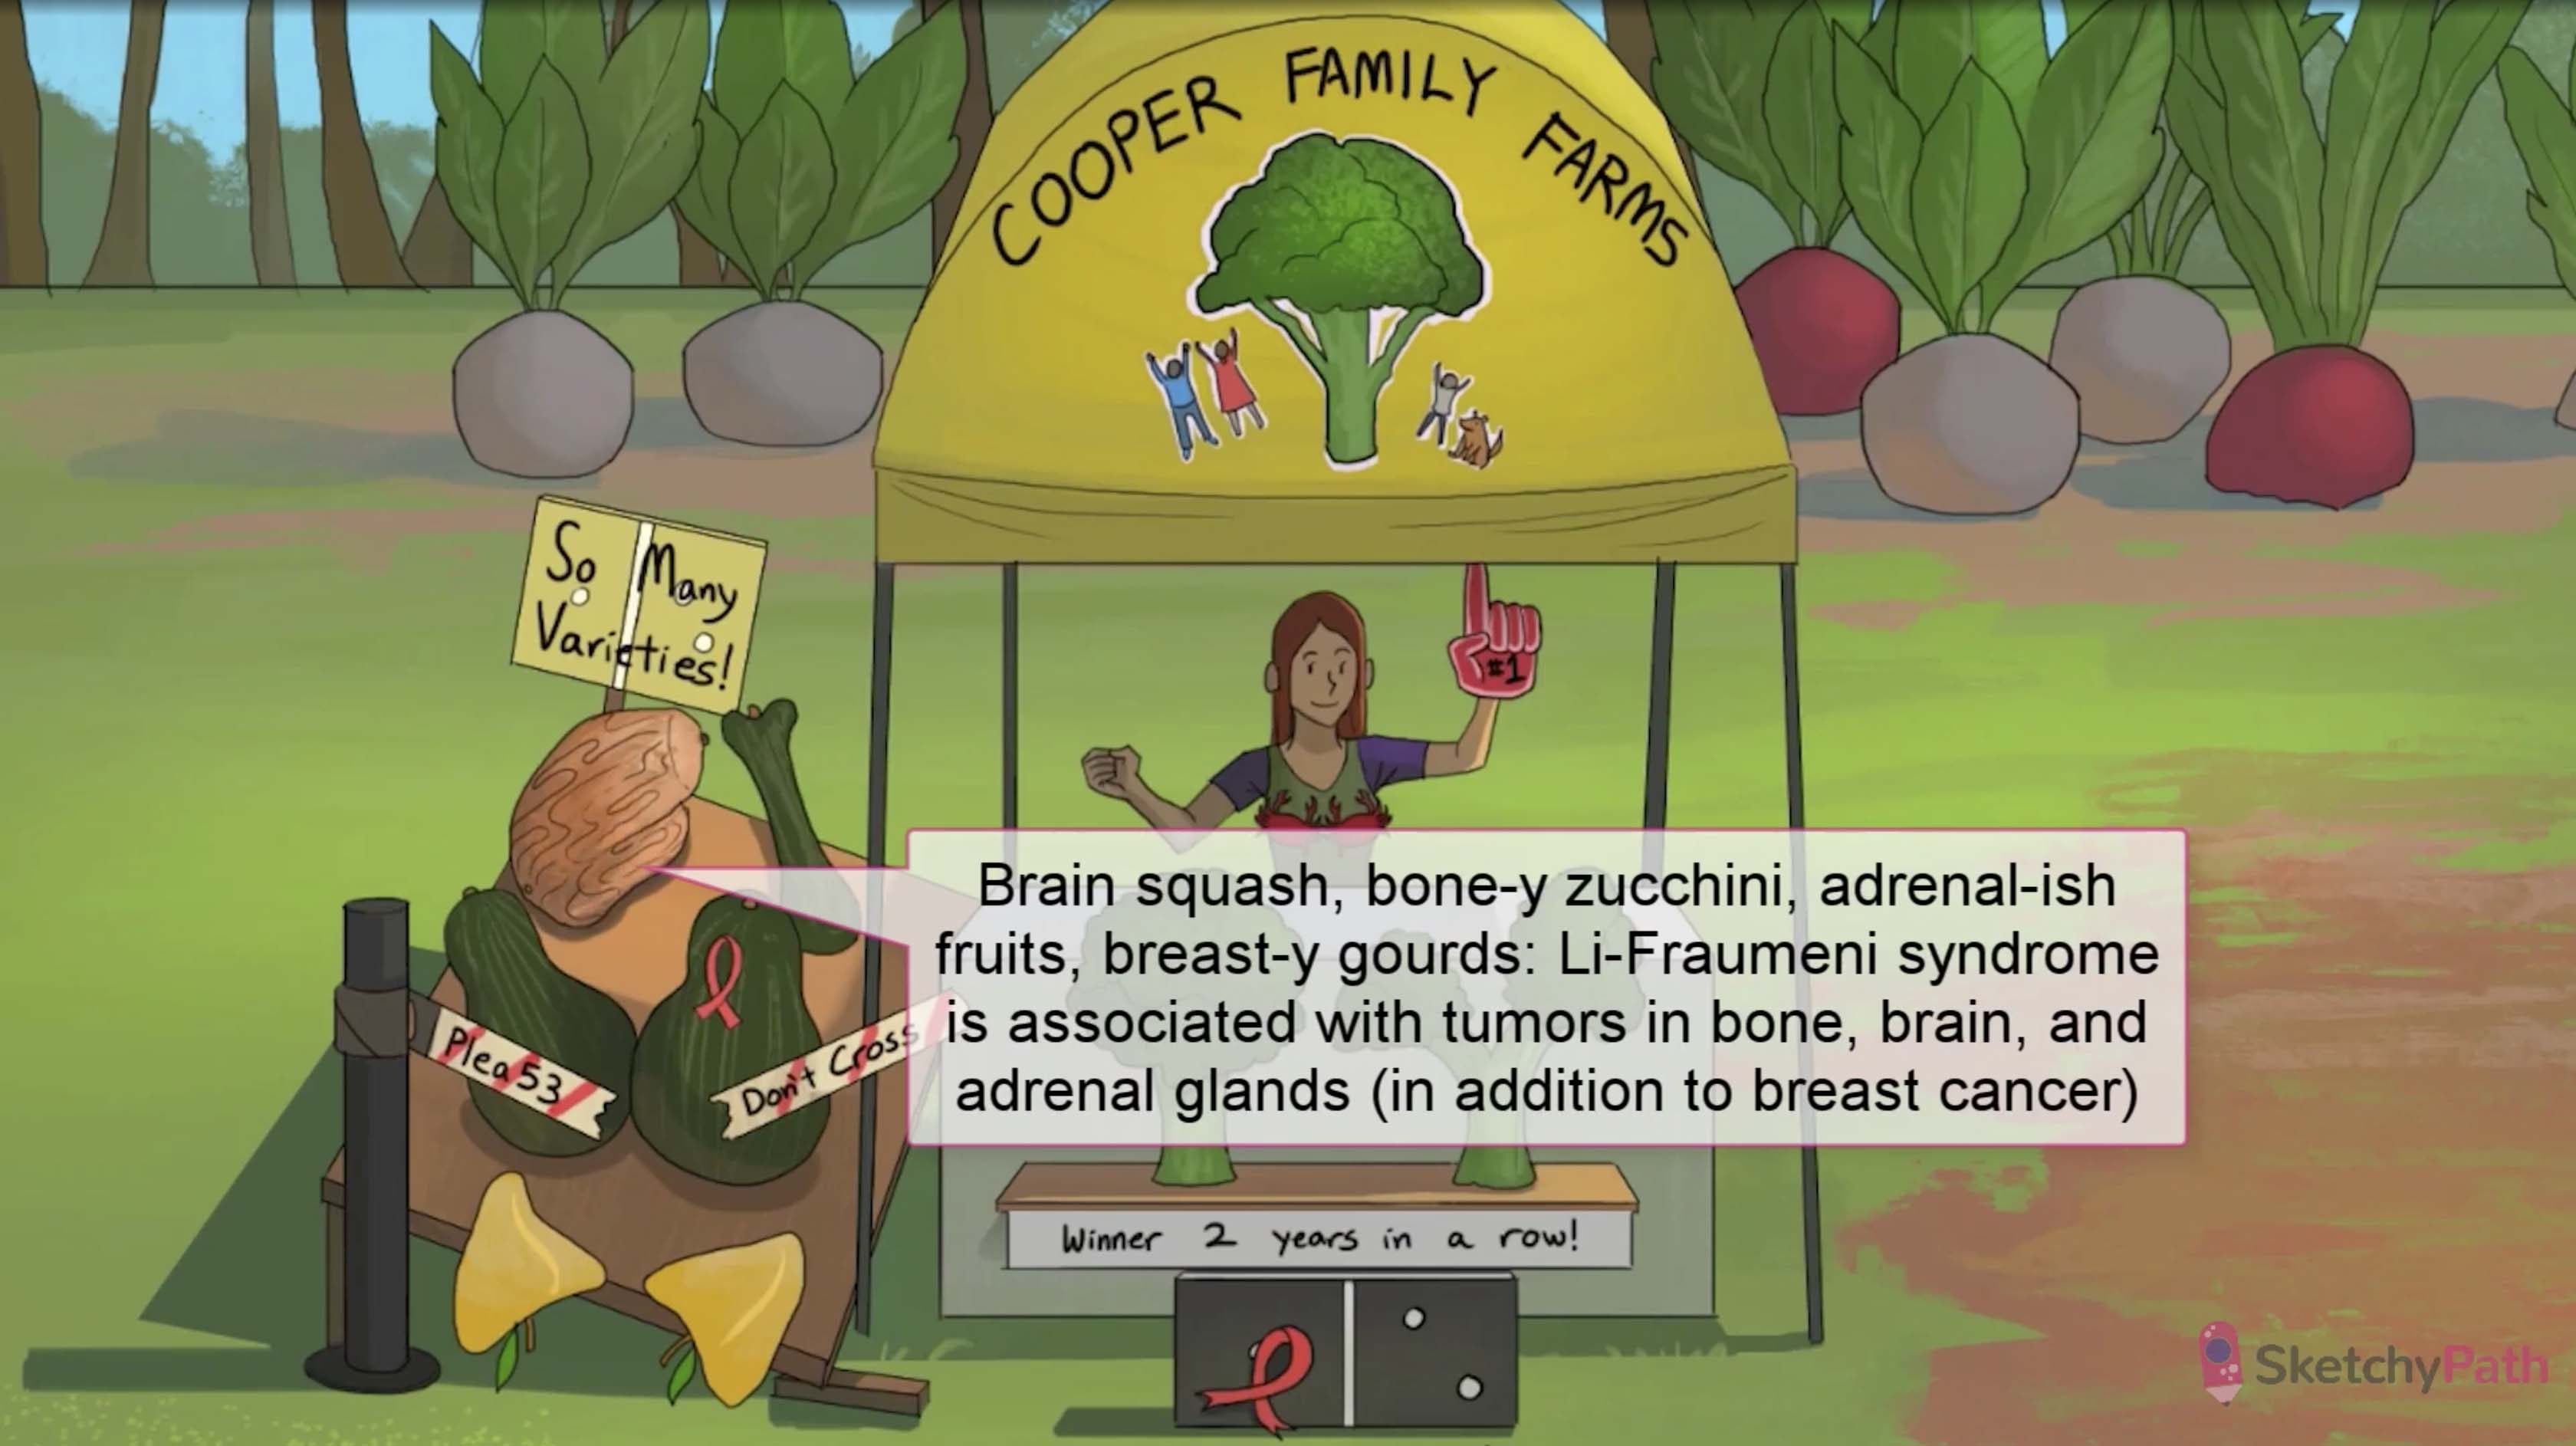 COOPER FAMILY FARMS
So Many
Varieties!
#1
Brain squash, bone-y zucchini, adrenal-ish
fruits, breast-y gourds: Li-Fraumeni syndrome
is associated with tumors in bone, brain, and
adrenal glands (in addition to breast cancer)
Plea53
Don't Cross
Winner 2 years in a row!
SketchyPath